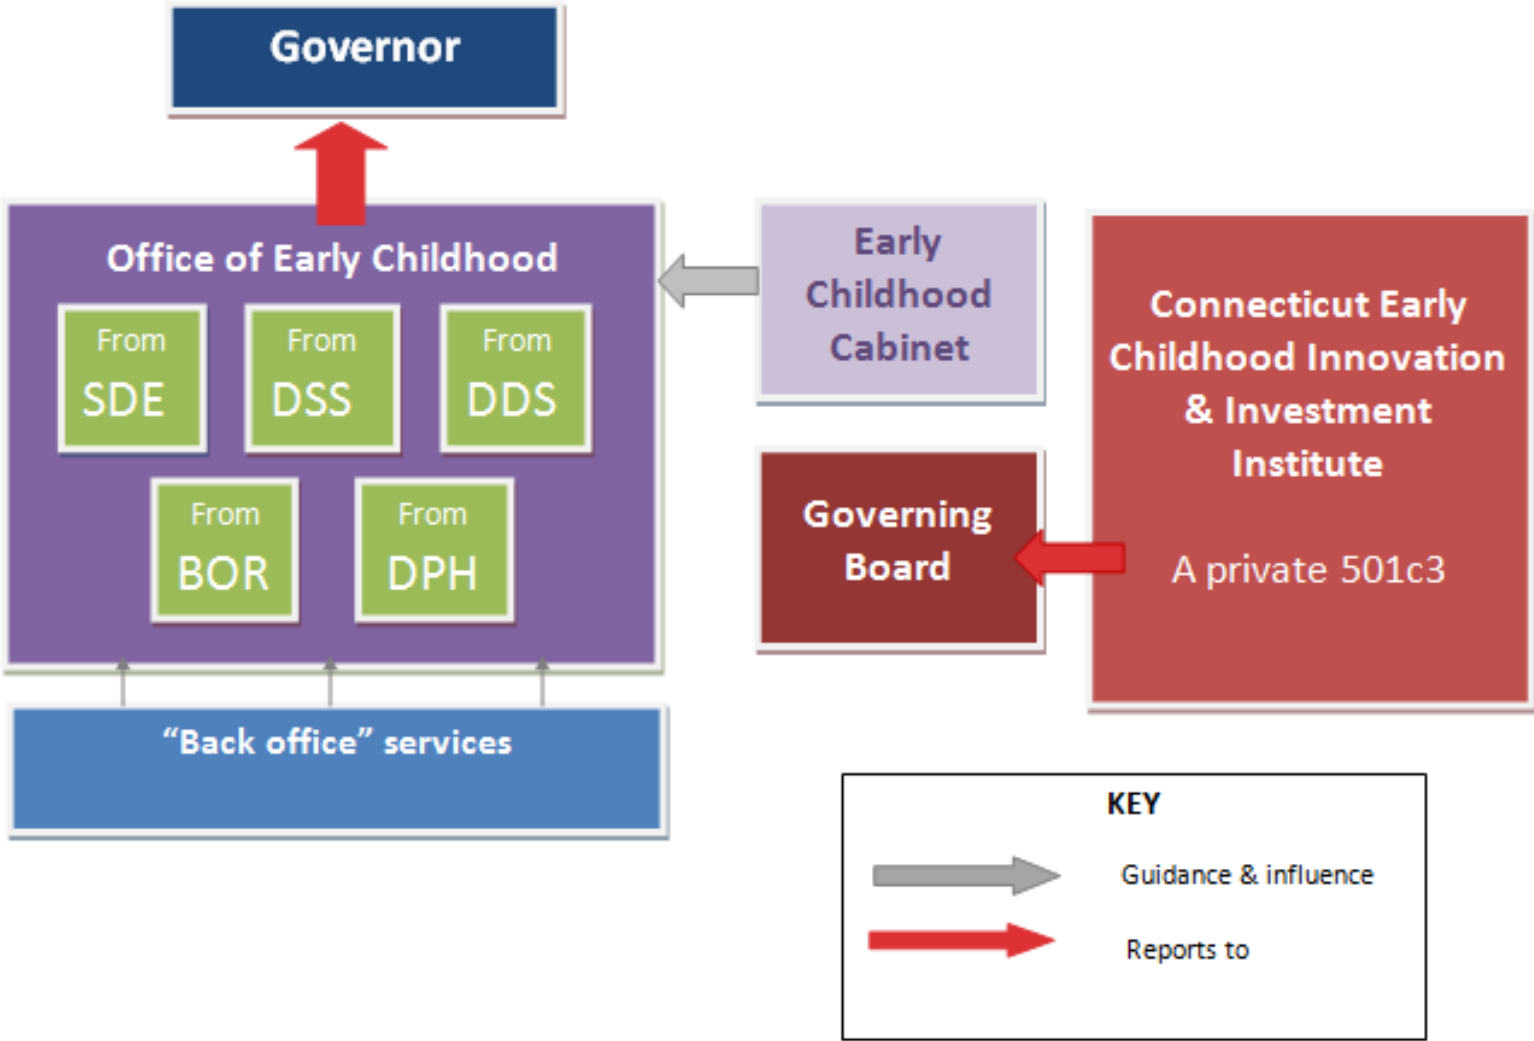 Governor
Office of Early Childhood
From
SDE
From
DSS
From
DDS
From
BOR
From
DPH
“Back office” services
Early
Childhood
Cabinet
Governing
Board
Connecticut Early
Childhood Innovation
& Investment
Institute
A private 501c3
KEY
Guidance & influence
Reports to